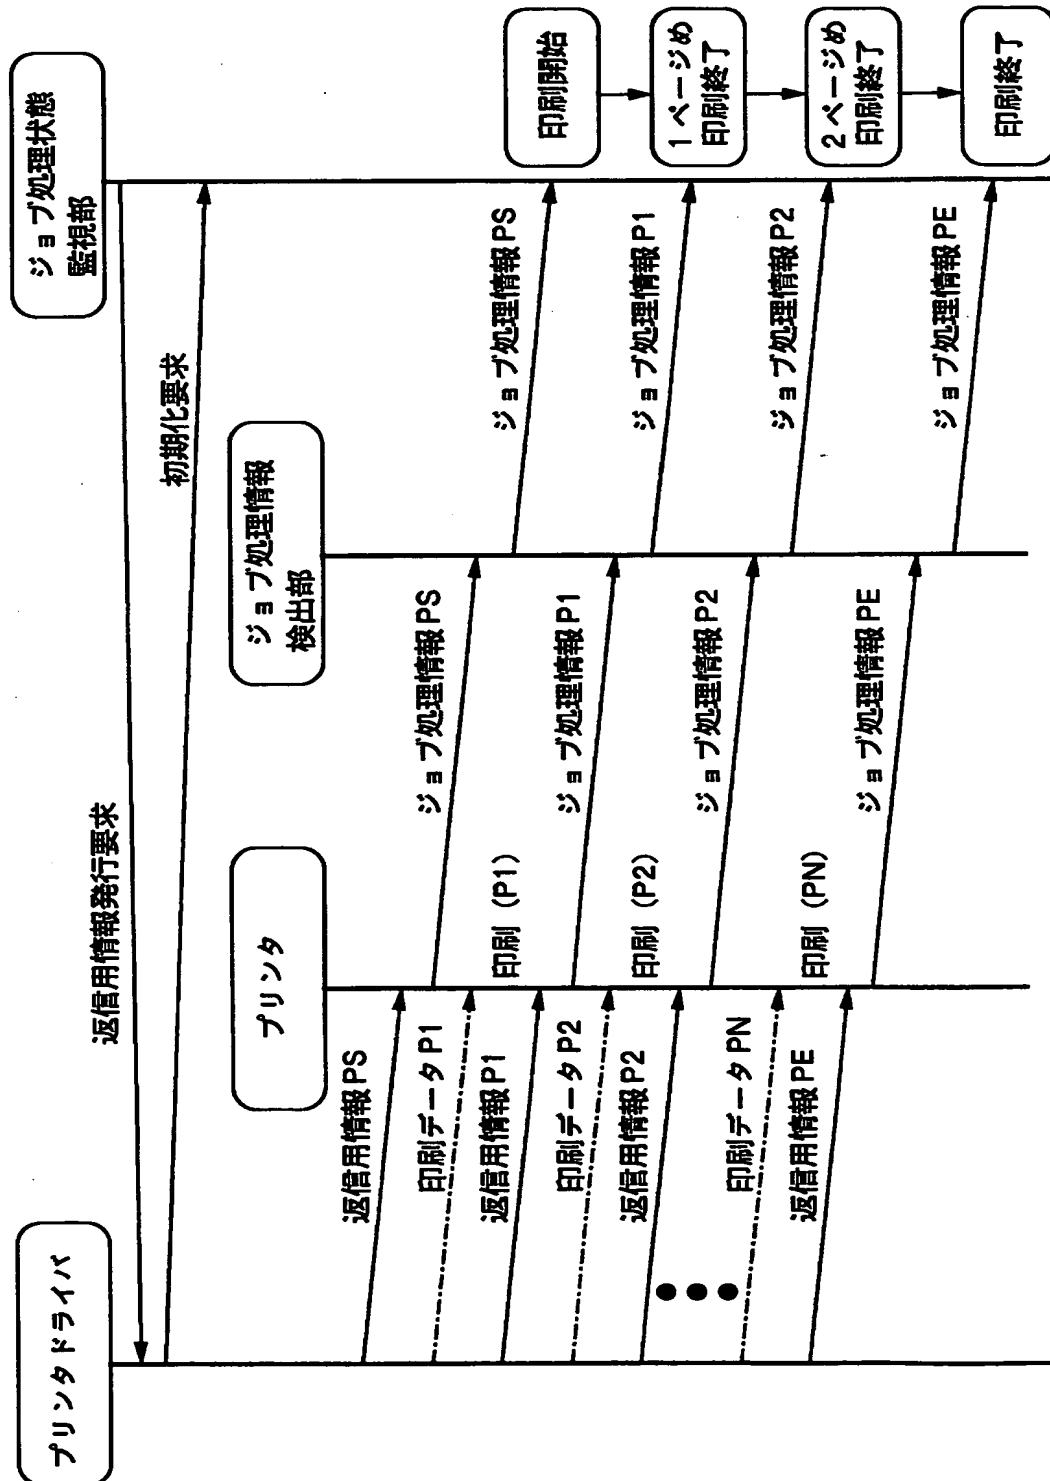 プリンタドライバ
プリンタ
ジョブ処理情報
検出部
ジョブ処理状態
監視部
返信用情報発行要求
初期化要求
返信用情報PS
印刷データP1
返信用情報P1
印刷データP2
返信用情報P2
印刷データPN
返信用情報PE
印刷（P1）
印刷（P2）
印刷（PN）
ジョブ処理情報PS
ジョブ処理情報P1
ジョブ処理情報P2
ジョブ処理情報PE
ジョブ処理情報PS
ジョブ処理情報P1
ジョブ処理情報P2
ジョブ処理情報PE
印刷開始
1ページめ
印刷終了
2ページめ
印刷終了
印刷終了